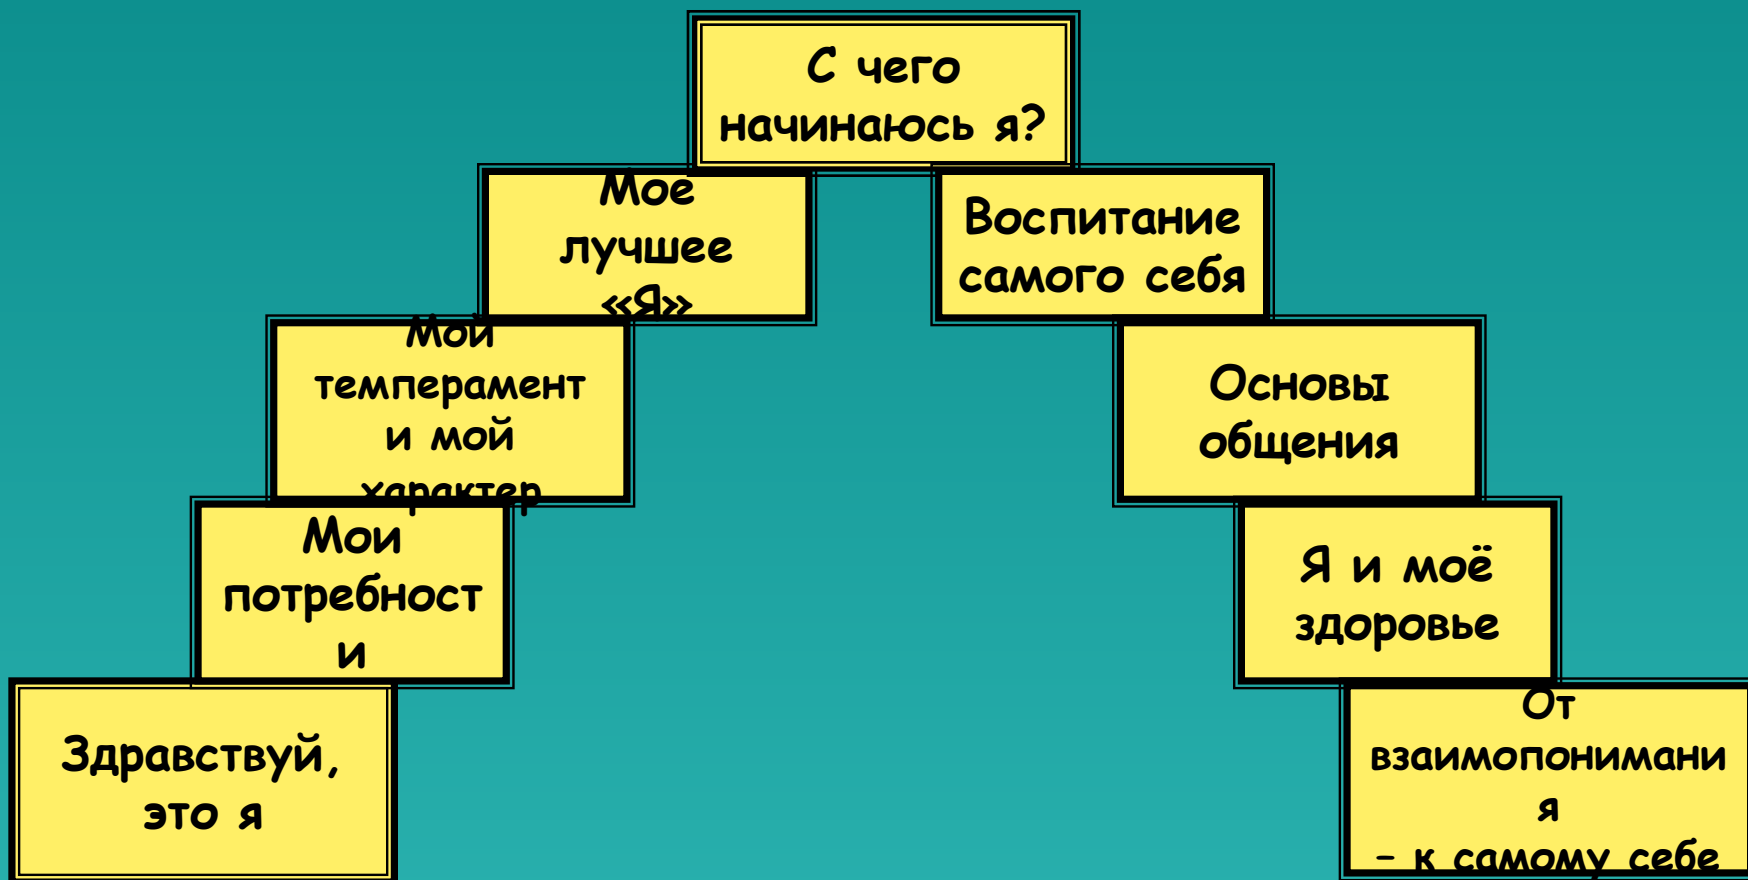 С чего
начинаюсь я?
Мое
лучшее
«Я»
Воспитание
самого себя
Мой
темперамент
и мой
характер
Основы
общения
Мои
потребност
и
Я и моё
здоровье
Здравствуй,
это я
От
взаимопонимани
я
– к самому себе